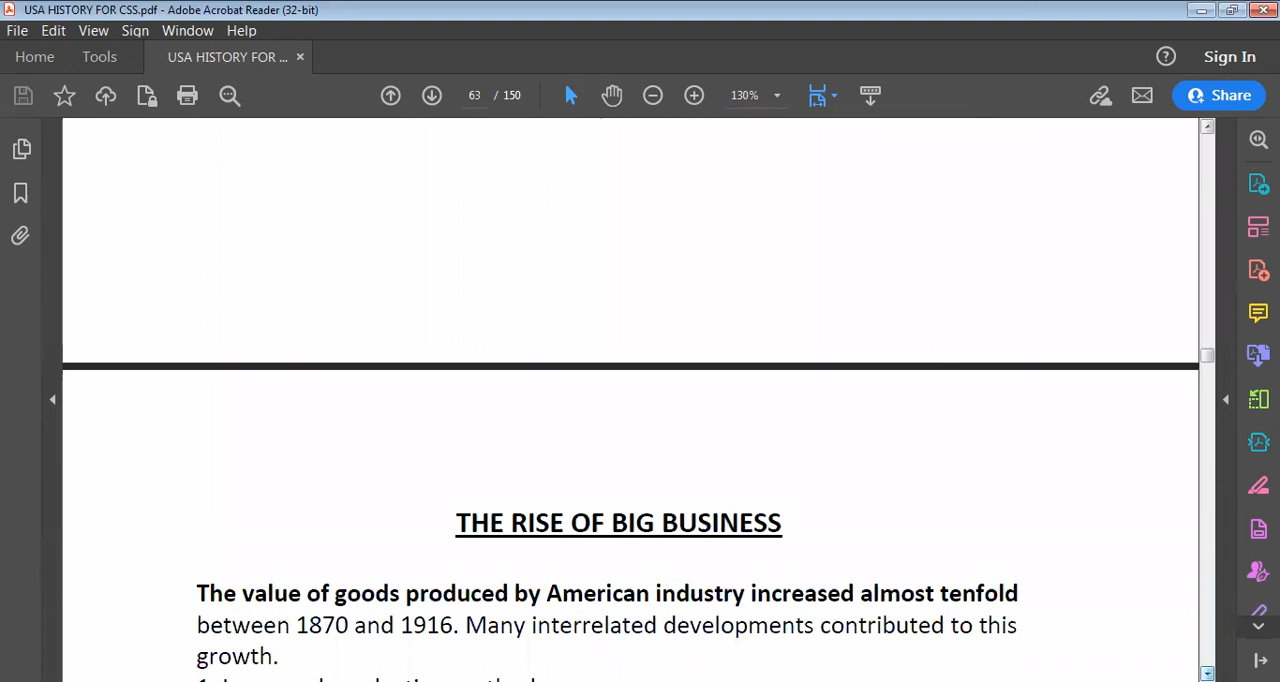 USA HISTORY FOR CSS.pdf - Adobe Acrobat Reader (32-bit)
File Edit View Sign Window Help
Home Tools USA HISTORY FOR ... × Sign In
63 / 150 130% Share
THE RISE OF BIG BUSINESS
The value of goods produced by American industry increased almost tenfold
between 1870 and 1916. Many interrelated developments contributed to this
growth.